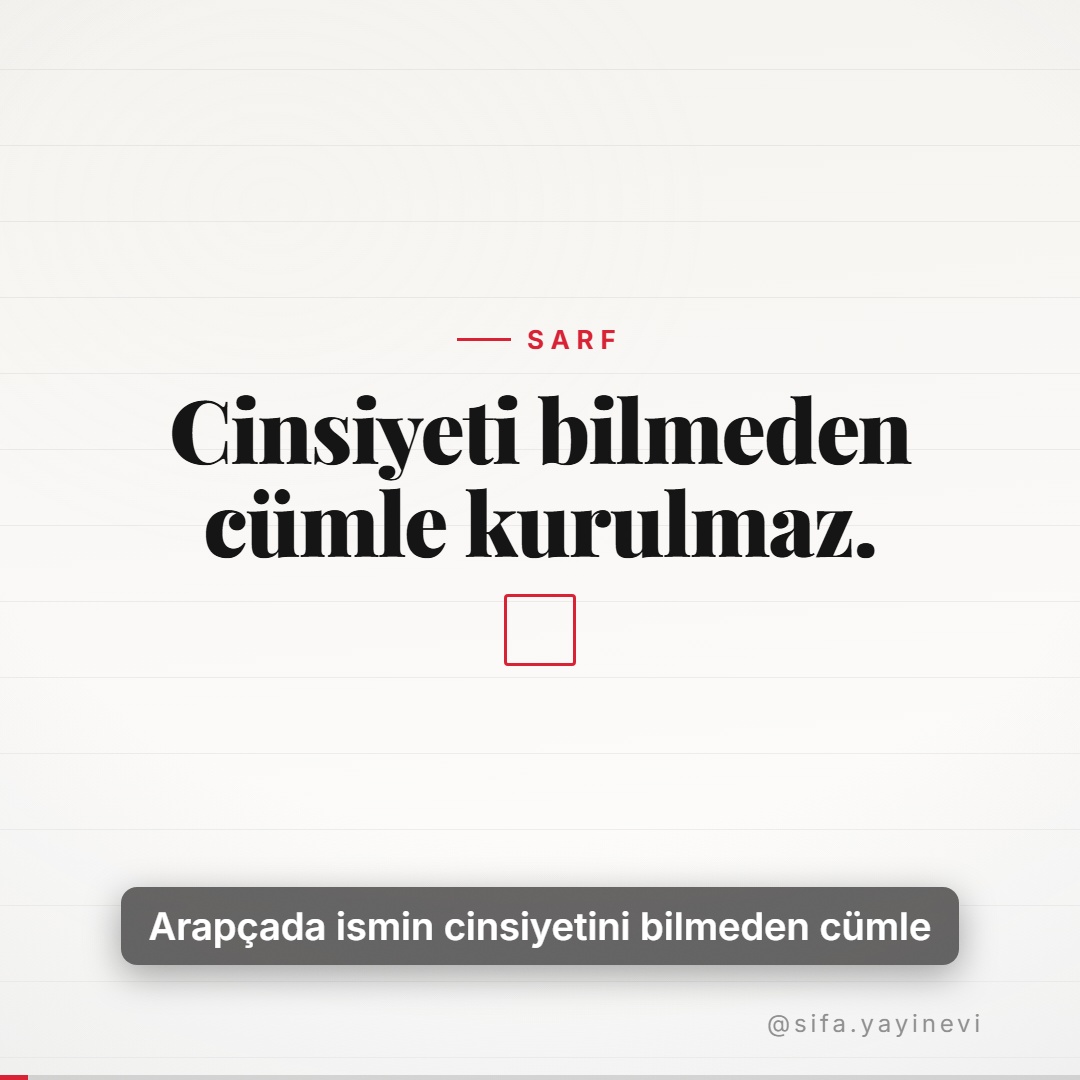 SARF
Cinsiyeti bilmeden
cümle kurulmaz.
Arapçada ismin cinsiyetini bilmeden cümle
@sifa.yayinevi